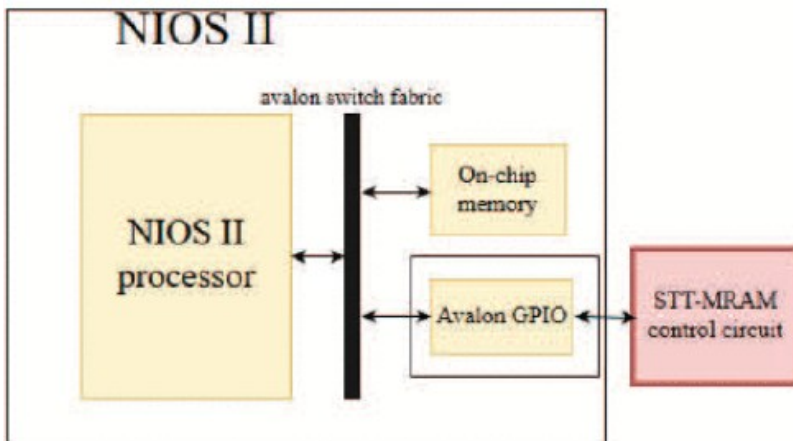 NIOS II
avalon switch fabric
On-chip
memory
NIOS II
processor
Avalon GPIO
STT-MRAM
control circuit